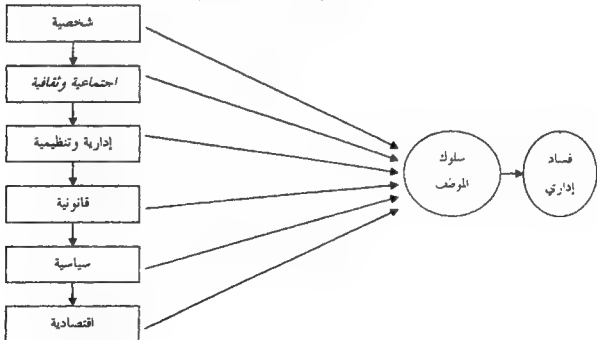 شخصية
اجتماعية وثقافية
إدارية وتنظيمية
قانونية
سياسية
اقتصادية
سلوك
الموظف
فساد
إداري